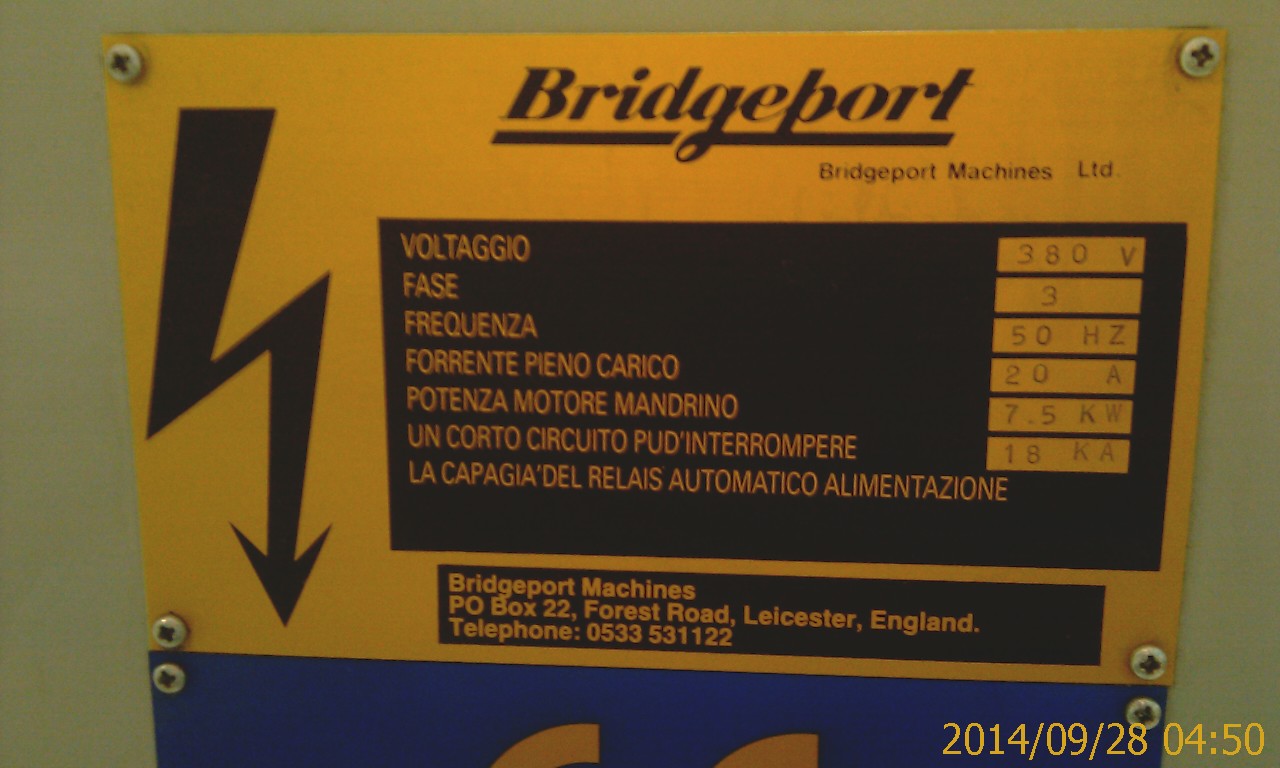 Bridgeport
Bridgeport Machines Ltd.
VOLTAGGIO 380 V
FASE 3
FREQUENZA 50 HZ
FORRENTE PIENO CARICO 20 A
POTENZA MOTORE MANDRINO 7.5 KW
UN CORTO CIRCUITO PUD'INTERROMPERE 18 KA
LA CAPAGIA'DEL RELAIS AUTOMATICO ALIMENTAZIONE
Bridgeport Machines
PO Box 22, Forest Road, Leicester, England.
Telephone: 0533 531122
2014/09/28 04:50